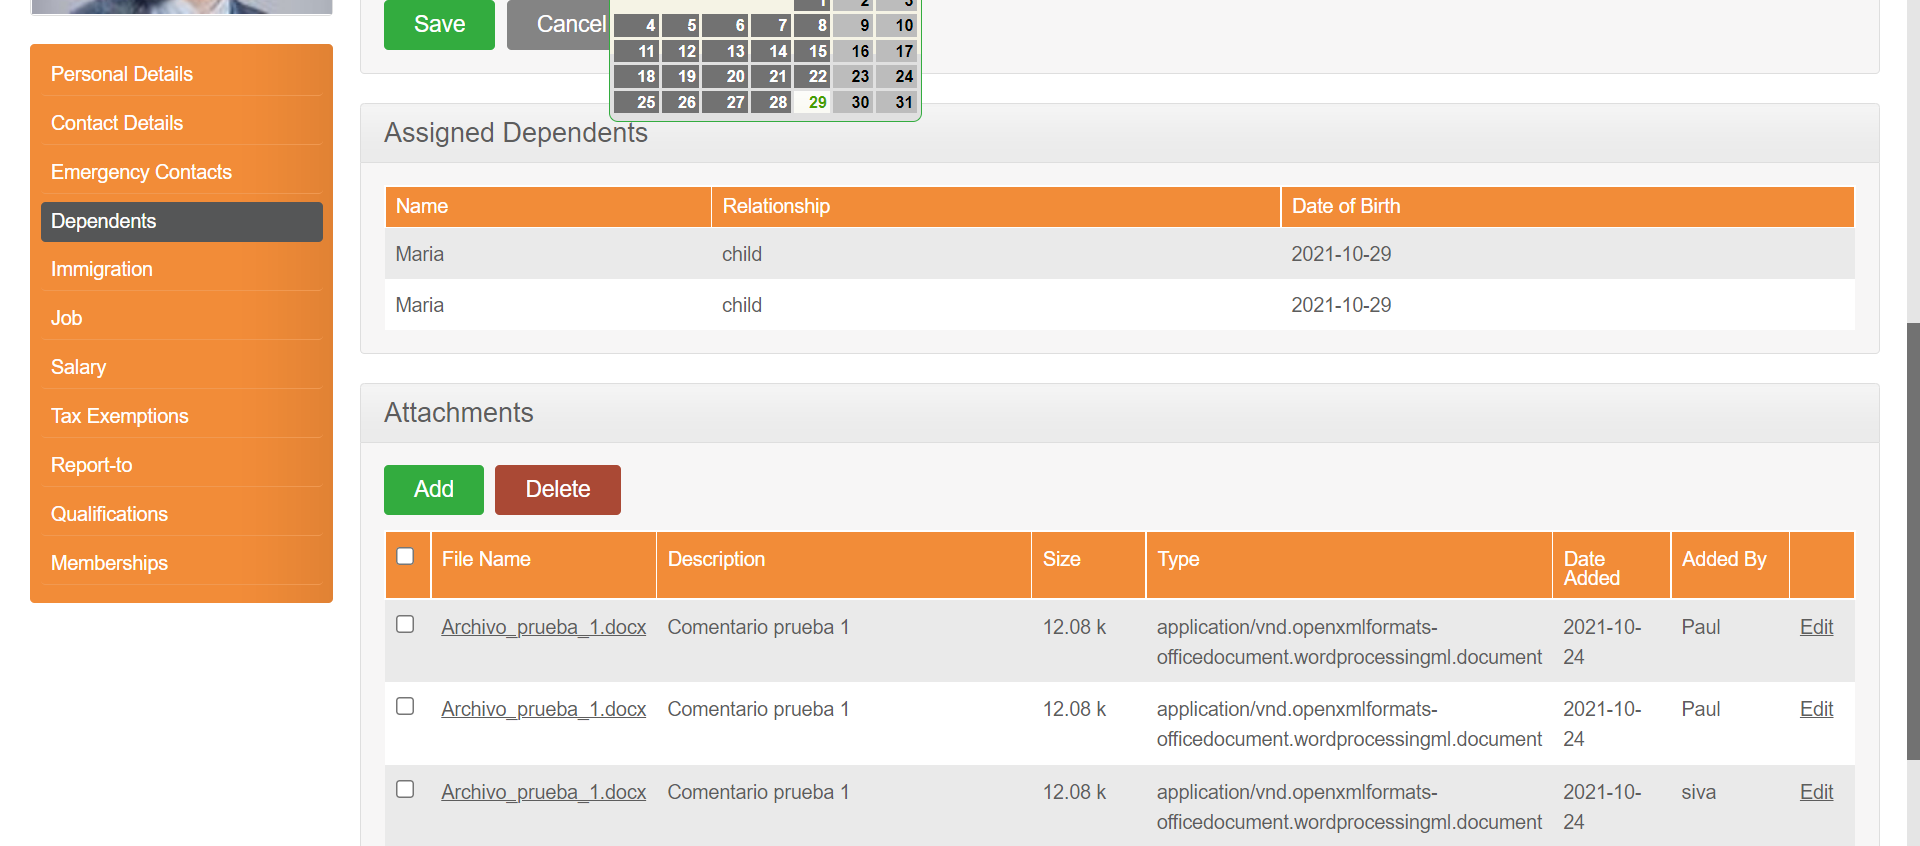 Save Cancel
1 2 3
4 5 6 7 8 9 10
11 12 13 14 15 16 17
18 19 20 21 22 23 24
25 26 27 28 29 30 31
Personal Details
Contact Details
Emergency Contacts
Dependents
Immigration
Job
Salary
Tax Exemptions
Report-to
Qualifications
Memberships
Assigned Dependents
Name Relationship Date of Birth
Maria child 2021-10-29
Maria child 2021-10-29
Attachments
Add Delete
File Name Description Size Type Date Added Added By
Archivo_prueba_1.docx Comentario prueba 1 12.08 k application/vnd.openxmlformats- 2021-10- Paul Edit
officedocument.wordprocessingml.document 24
Archivo_prueba_1.docx Comentario prueba 1 12.08 k application/vnd.openxmlformats- 2021-10- Paul Edit
officedocument.wordprocessingml.document 24
Archivo_prueba_1.docx Comentario prueba 1 12.08 k application/vnd.openxmlformats- 2021-10- siva Edit
officedocument.wordprocessingml.document 24